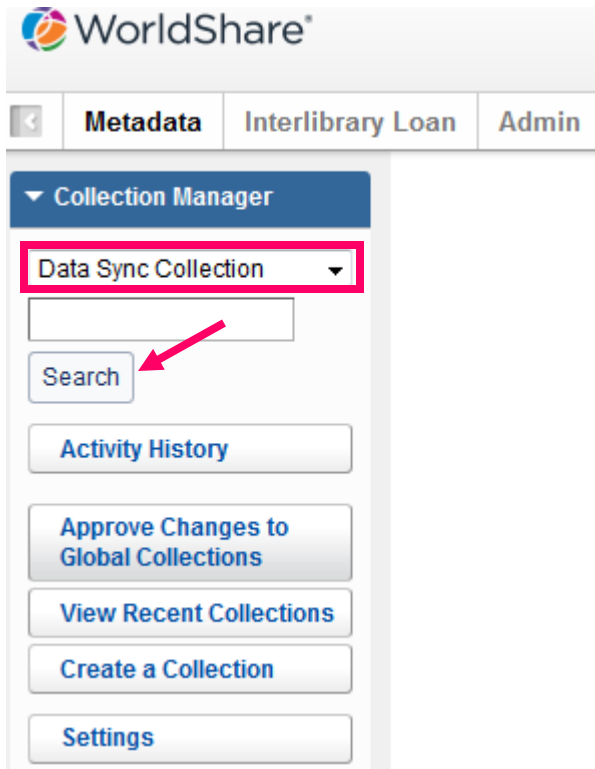 WorldShare®
Metadata Interlibrary Loan Admin
Collection Manager
Data Sync Collection
Search
Activity History
Approve Changes to
Global Collections
View Recent Collections
Create a Collection
Settings